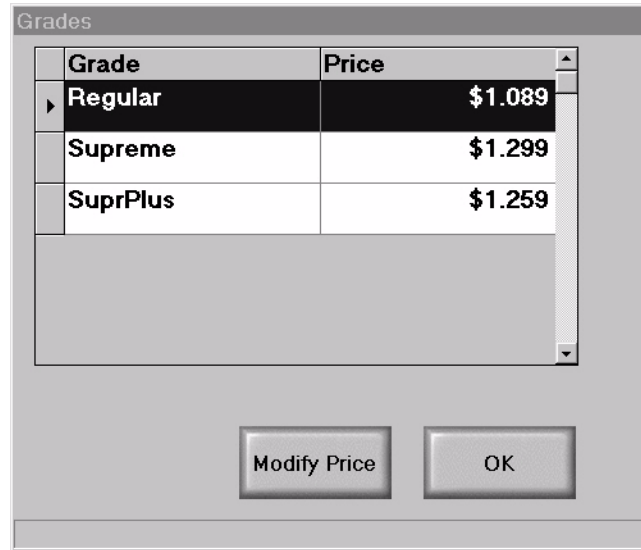 Grades
Grade Price
Regular $1.089
Supreme $1.299
SuprPlus $1.259
Modify Price OK